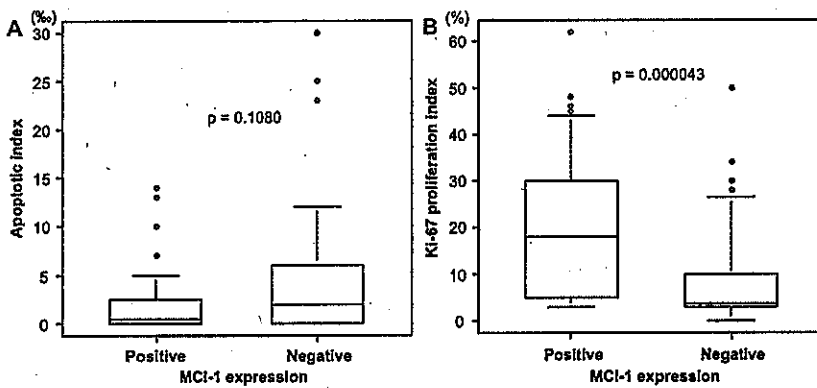 A
(‰)
30
25
20
15
10
5
0
Apoptotic index
p = 0.1080
Positive
Negative
MCl-1 expression
B
(%)
60
50
40
30
20
10
0
Ki-67 proliferation index
p = 0.000043
Positive
Negative
MCl-1 expression